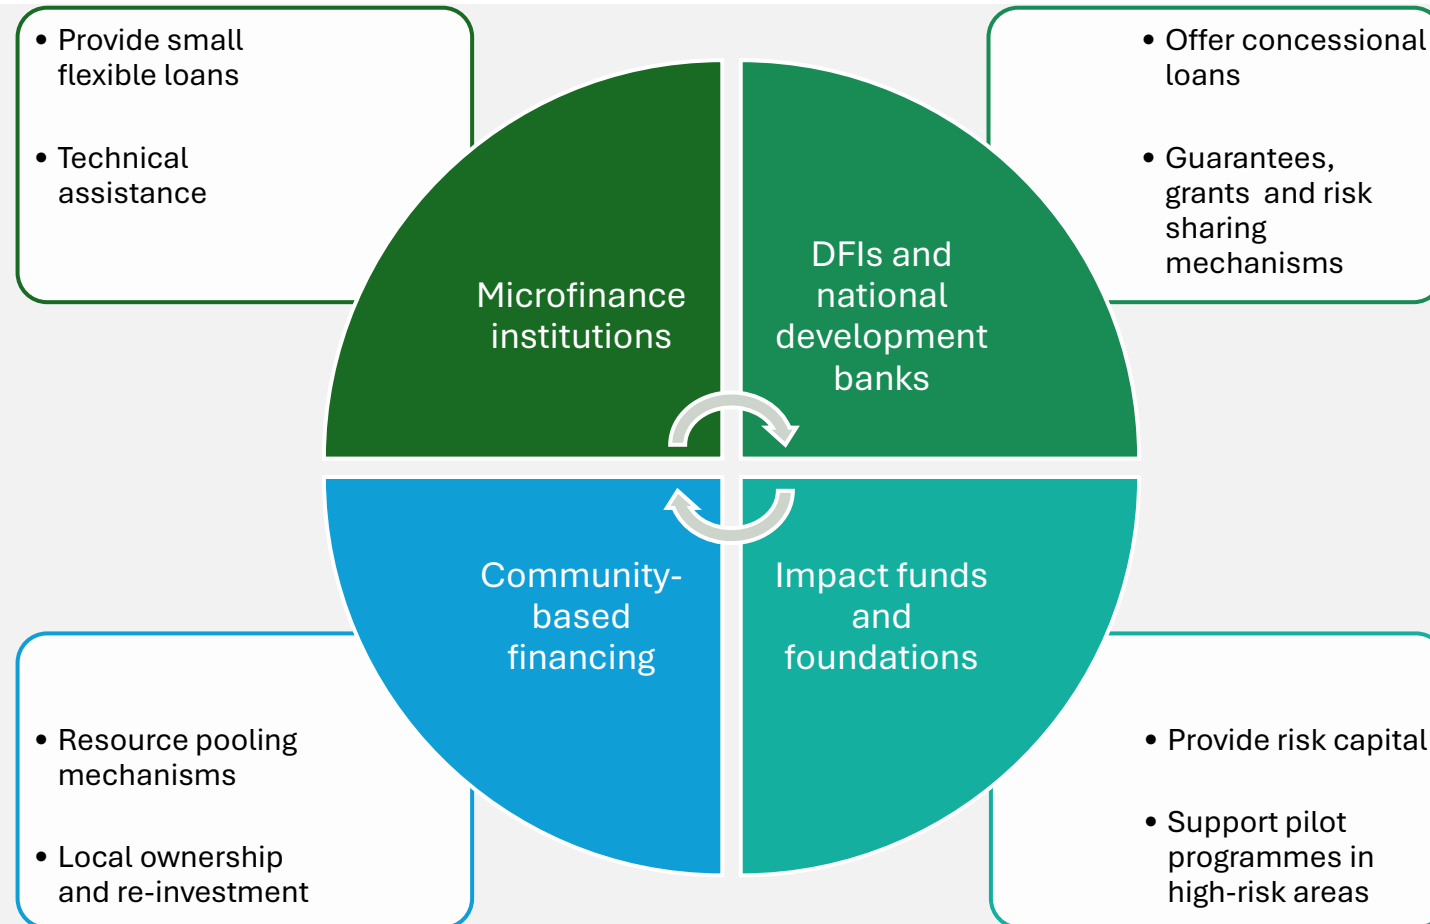 • Provide small
flexible loans
• Technical
assistance
• Offer concessional
loans
• Guarantees,
grants  and risk
sharing
mechanisms
Microfinance
institutions
DFIs and
national
development
banks
Community-
based
financing
Impact funds
and
foundations
• Resource pooling
mechanisms
• Local ownership
and re-investment
• Provide risk capital
• Support pilot
programmes in
high-risk areas